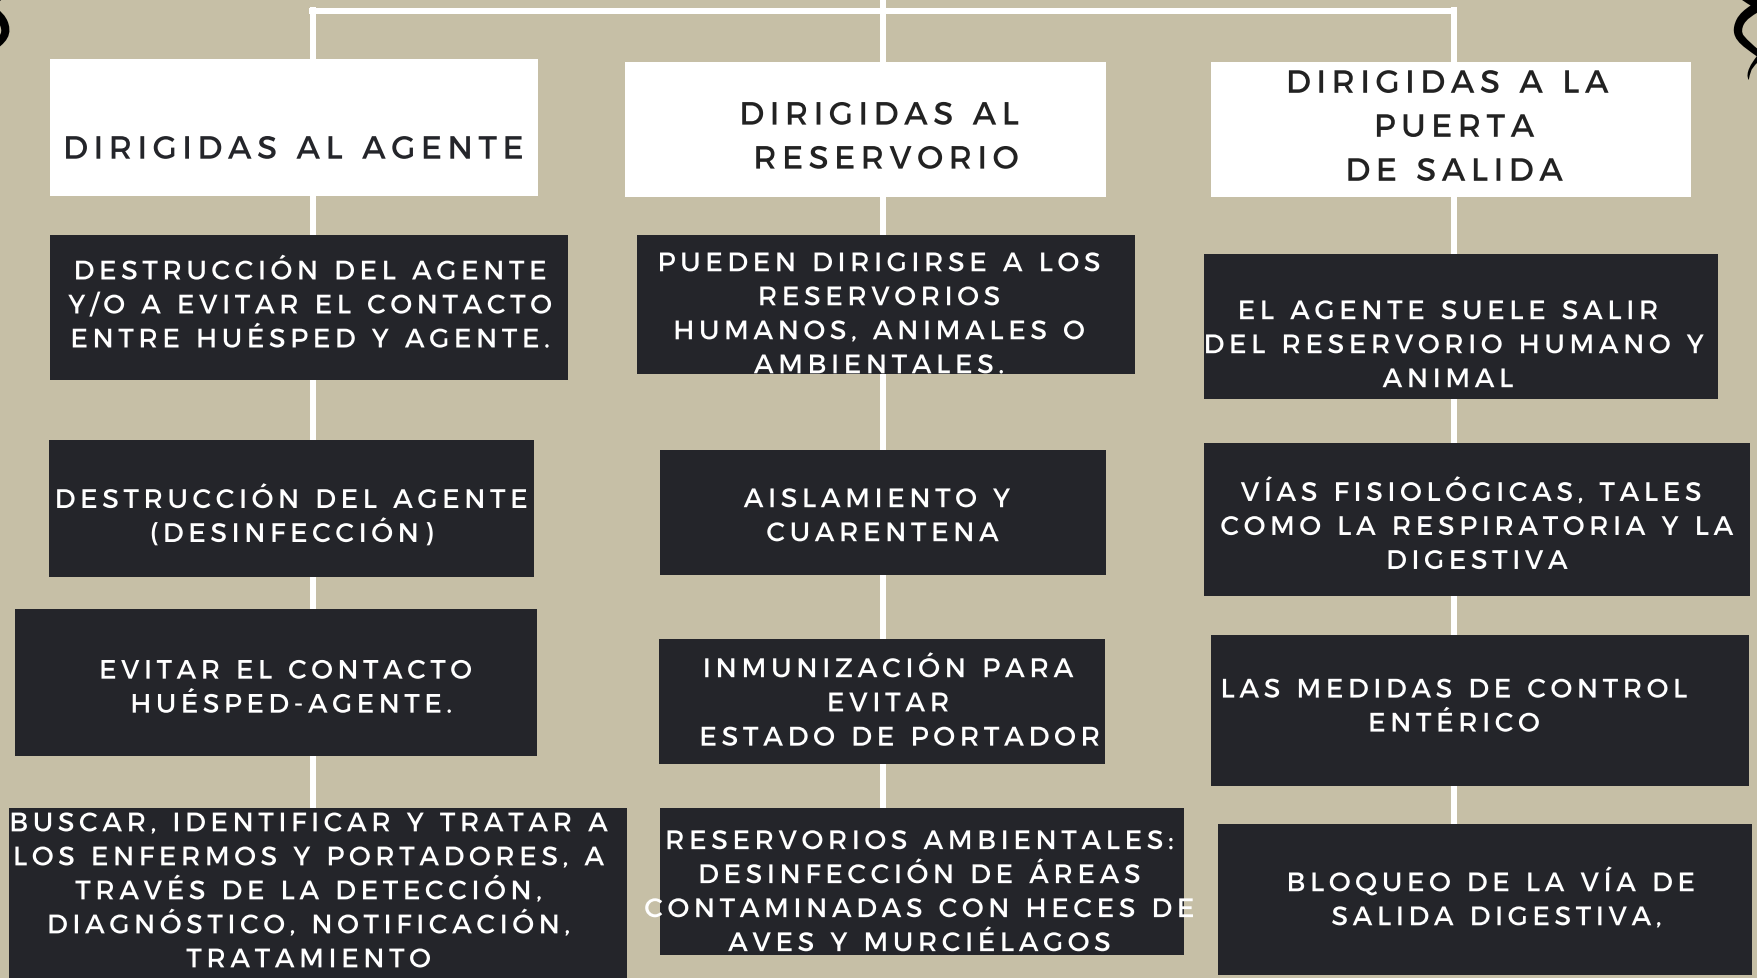 DIRIGIDAS AL AGENTE
DESTRUCCIÓN DEL AGENTE
Y/O A EVITAR EL CONTACTO
ENTRE HUÉSPED Y AGENTE.
DESTRUCCIÓN DEL AGENTE
(DESINFECCIÓN)
EVITAR EL CONTACTO
HUÉSPED-AGENTE.
BUSCAR, IDENTIFICAR Y TRATAR A
LOS ENFERMOS Y PORTADORES, A
TRAVÉS DE LA DETECCIÓN,
DIAGNÓSTICO, NOTIFICACIÓN,
TRATAMIENTO
DIRIGIDAS AL
RESERVORIO
PUEDEN DIRIGIRSE A LOS
RESERVORIOS
HUMANOS, ANIMALES O
AMBIENTALES.
AISLAMIENTO Y
CUARENTENA
INMUNIZACIÓN PARA
EVITAR
ESTADO DE PORTADOR
RESERVORIOS AMBIENTALES:
DESINFECCIÓN DE ÁREAS
CONTAMINADAS CON HECES DE
AVES Y MURCIÉLAGOS
DIRIGIDAS A LA
PUERTA
DE SALIDA
EL AGENTE SUELE SALIR
DEL RESERVORIO HUMANO Y
ANIMAL
VÍAS FISIOLÓGICAS, TALES
COMO LA RESPIRATORIA Y LA
DIGESTIVA
LAS MEDIDAS DE CONTROL
ENTÉRICO
BLOQUEO DE LA VÍA DE
SALIDA DIGESTIVA,